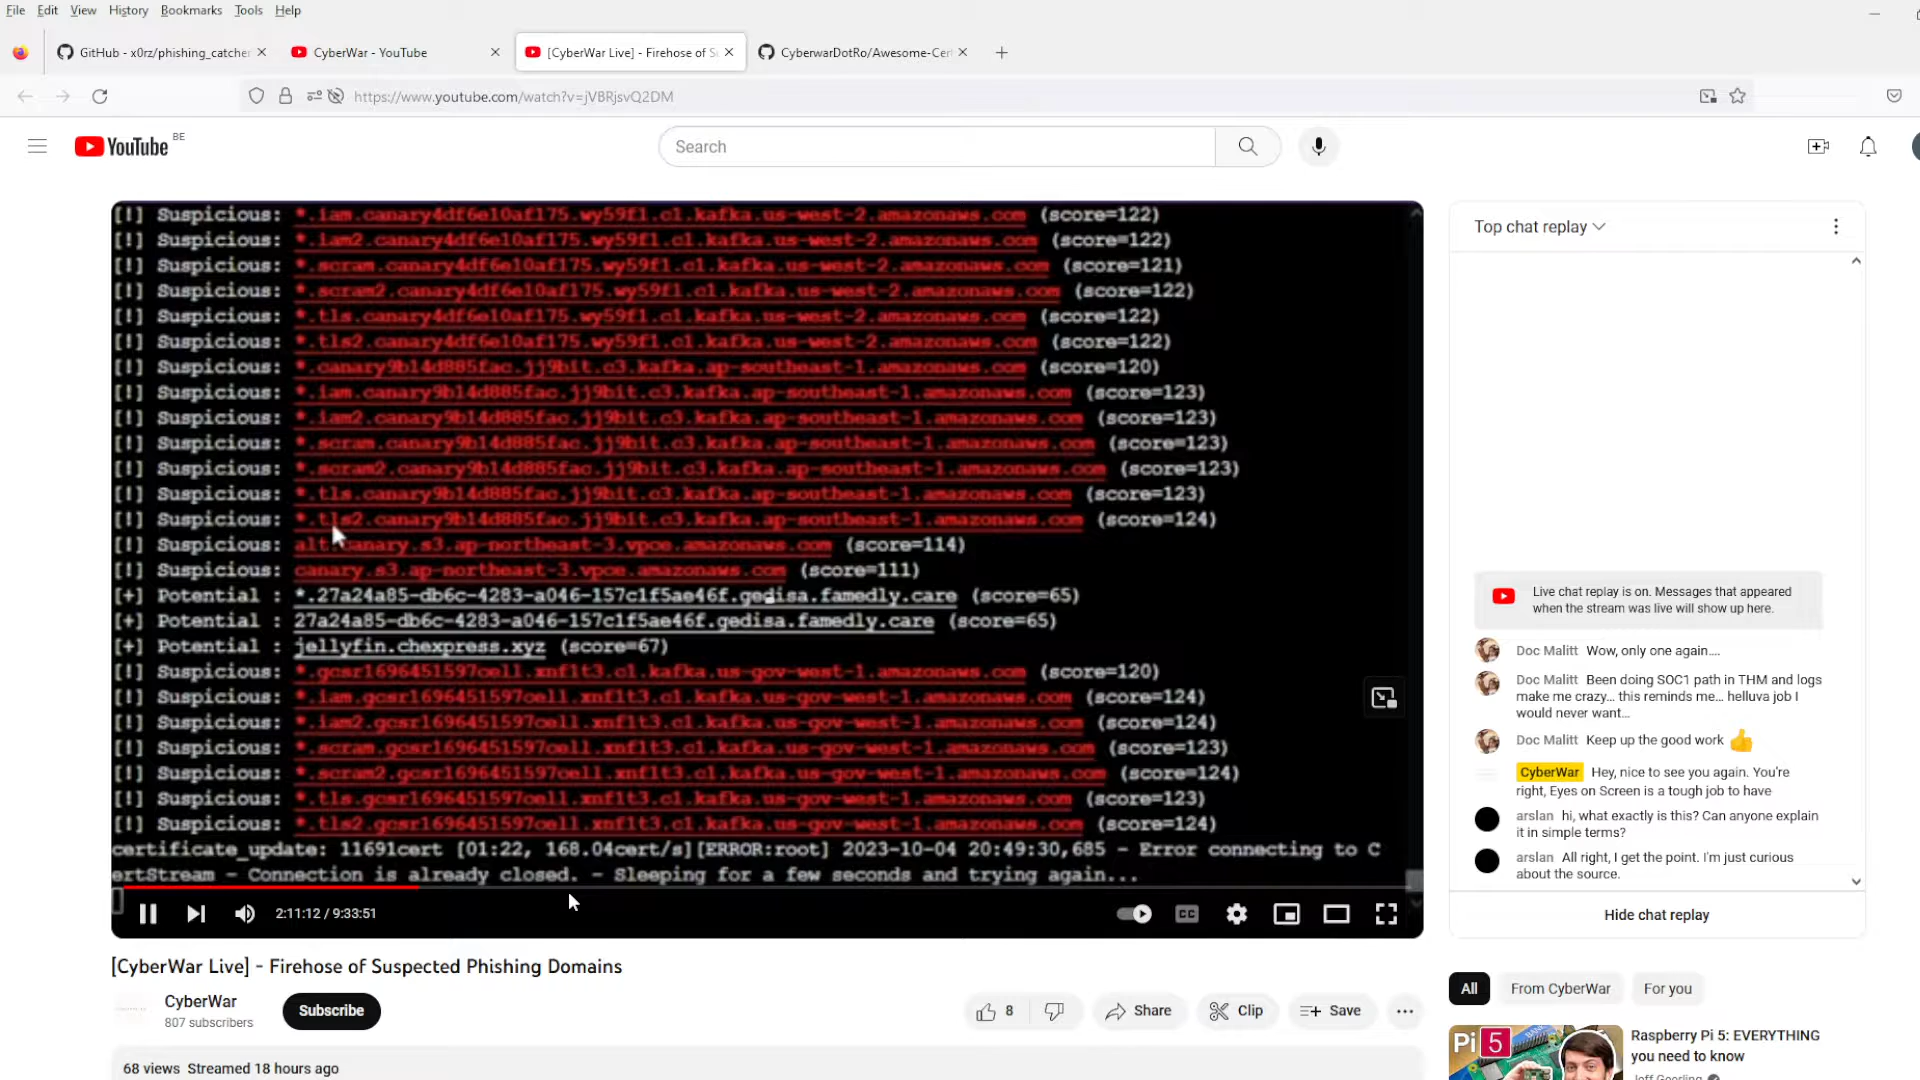 File Edit View History Bookmarks Tools Help
GitHub - x0rz/phishing_catcher
CyberWar - YouTube
[CyberWar Live] - Firehose of S
CyberwarDotRo/Awesome-Cer
https://www.youtube.com/watch?v=jVBRjsvQ2DM
YouTube BE
Search
[!] Suspicious: *.iam.canary4df6e10af175.wy59f1.c1.kafka.us-west-2.amazonaws.com (score=122)
[!] Suspicious: *.iam2.canary4df6e10af175.wy59f1.c1.kafka.us-west-2.amazonaws.com (score=122)
[!] Suspicious: *.scram.canary4df6e10af175.wy59f1.c1.kafka.us-west-2.amazonaws.com (score=121)
[!] Suspicious: *.scram2.canary4df6e10af175.wy59f1.c1.kafka.us-west-2.amazonaws.com (score=122)
[!] Suspicious: *.tls.canary4df6e10af175.wy59f1.c1.kafka.us-west-2.amazonaws.com (score=122)
[!] Suspicious: *.tls2.canary4df6e10af175.wy59f1.c1.kafka.us-west-2.amazonaws.com (score=122)
[!] Suspicious: *.canary9b14d885fac.jj9bit.c3.kafka.ap-southeast-1.amazonaws.com (score=120)
[!] Suspicious: *.iam.canary9b14d885fac.jj9bit.c3.kafka.ap-southeast-1.amazonaws.com (score=123)
[!] Suspicious: *.iam2.canary9b14d885fac.jj9bit.c3.kafka.ap-southeast-1.amazonaws.com (score=123)
[!] Suspicious: *.scram.canary9b14d885fac.jj9bit.c3.kafka.ap-southeast-1.amazonaws.com (score=123)
[!] Suspicious: *.scram2.canary9b14d885fac.jj9bit.c3.kafka.ap-southeast-1.amazonaws.com (score=123)
[!] Suspicious: *.tls.canary9b14d885fac.jj9bit.c3.kafka.ap-southeast-1.amazonaws.com (score=123)
[!] Suspicious: *.tls2.canary9b14d885fac.jj9bit.c3.kafka.ap-southeast-1.amazonaws.com (score=124)
[!] Suspicious: alt.canary.s3.ap-northeast-3.vpce.amazonaws.com (score=114)
[!] Suspicious: canary.s3.ap-northeast-3.vpce.amazonaws.com (score=111)
[+] Potential : *.27a24a85-db6c-4283-a046-157c1f5ae46f.gedisa.famedly.care (score=65)
[+] Potential : 27a24a85-db6c-4283-a046-157c1f5ae46f.gedisa.famedly.care (score=65)
[+] Potential : jellyfin.chexpress.xyz (score=67)
[!] Suspicious: *.gcsr1696451597cell.xnf1t3.c1.kafka.us-gov-west-1.amazonaws.com (score=120)
[!] Suspicious: *.iam.gcsr1696451597cell.xnf1t3.c1.kafka.us-gov-west-1.amazonaws.com (score=124)
[!] Suspicious: *.iam2.gcsr1696451597cell.xnf1t3.c1.kafka.us-gov-west-1.amazonaws.com (score=124)
[!] Suspicious: *.scram.gcsr1696451597cell.xnf1t3.c1.kafka.us-gov-west-1.amazonaws.com (score=123)
[!] Suspicious: *.scram2.gcsr1696451597cell.xnf1t3.c1.kafka.us-gov-west-1.amazonaws.com (score=124)
[!] Suspicious: *.tls.gcsr1696451597cell.xnf1t3.c1.kafka.us-gov-west-1.amazonaws.com (score=123)
[!] Suspicious: *.tls2.gcsr1696451597cell.xnf1t3.c1.kafka.us-gov-west-1.amazonaws.com (score=124)
certificate_update: 11691cert [01:22, 168.04cert/s][ERROR:root] 2023-10-04 20:49:30,685 - Error connecting to C
ertStream - Connection is already closed. - Sleeping for a few seconds and trying again...
2:11:12 / 9:33:51
CC
[CyberWar Live] - Firehose of Suspected Phishing Domains
CyberWar
807 subscribers
Subscribe
8
Share
Clip
Save
68 views Streamed 18 hours ago
Top chat replay
Live chat replay is on. Messages that appeared
when the stream was live will show up here.
Doc Malitt Wow, only one again....
Doc Malitt Been doing SOC1 path in THM and logs
make me crazy... this reminds me... helluva job I
would never want...
Doc Malitt Keep up the good work
CyberWar Hey, nice to see you again. You're
right, Eyes on Screen is a tough job to have
arslan hi, what exactly is this? Can anyone explain
it in simple terms?
arslan All right, I get the point. I'm just curious
about the source.
Hide chat replay
All From CyberWar For you
Pi 5
Raspberry Pi 5: EVERYTHING
you need to know
Jeff Geerling